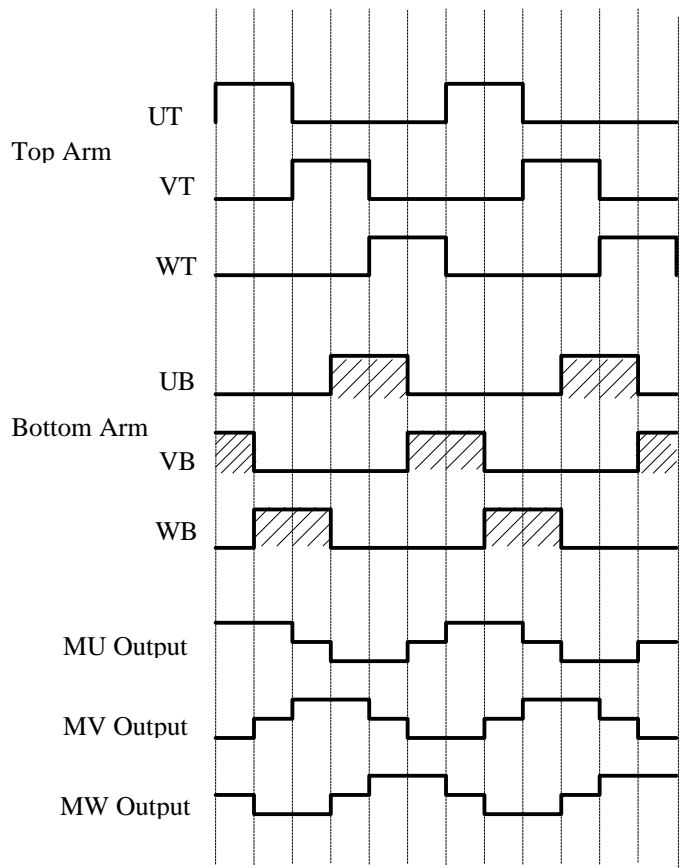 UT
Top Arm
VT
WT
UB
Bottom Arm
VB
WB
MU Output
MV Output
MW Output